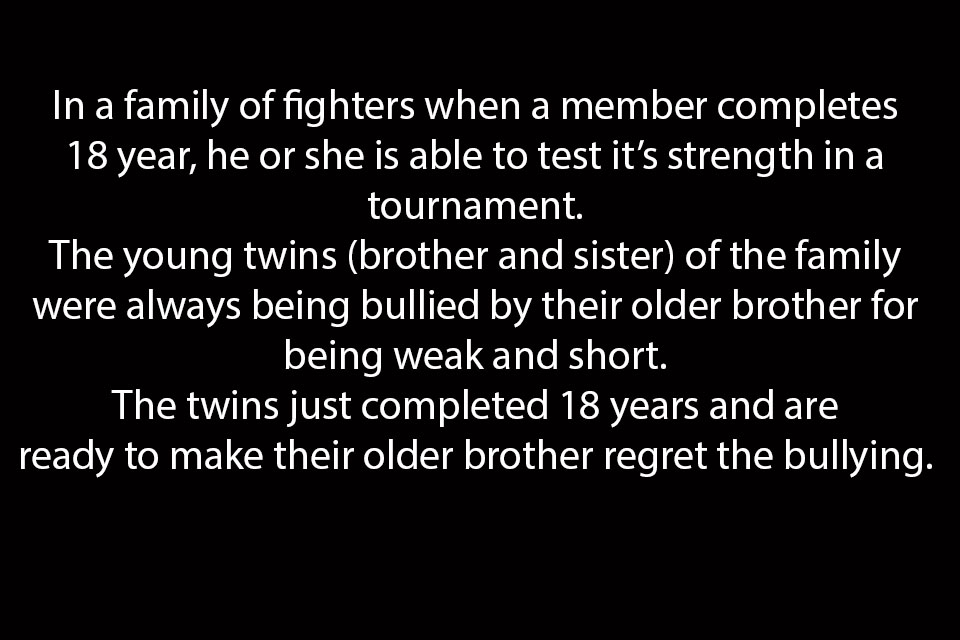 In a family of fighters when a member completes
18 year, he or she is able to test it’s strength in a
tournament.
The young twins (brother and sister) of the family
were always being bullied by their older brother for
being weak and short.
The twins just completed 18 years and are
ready to make their older brother regret the bullying.